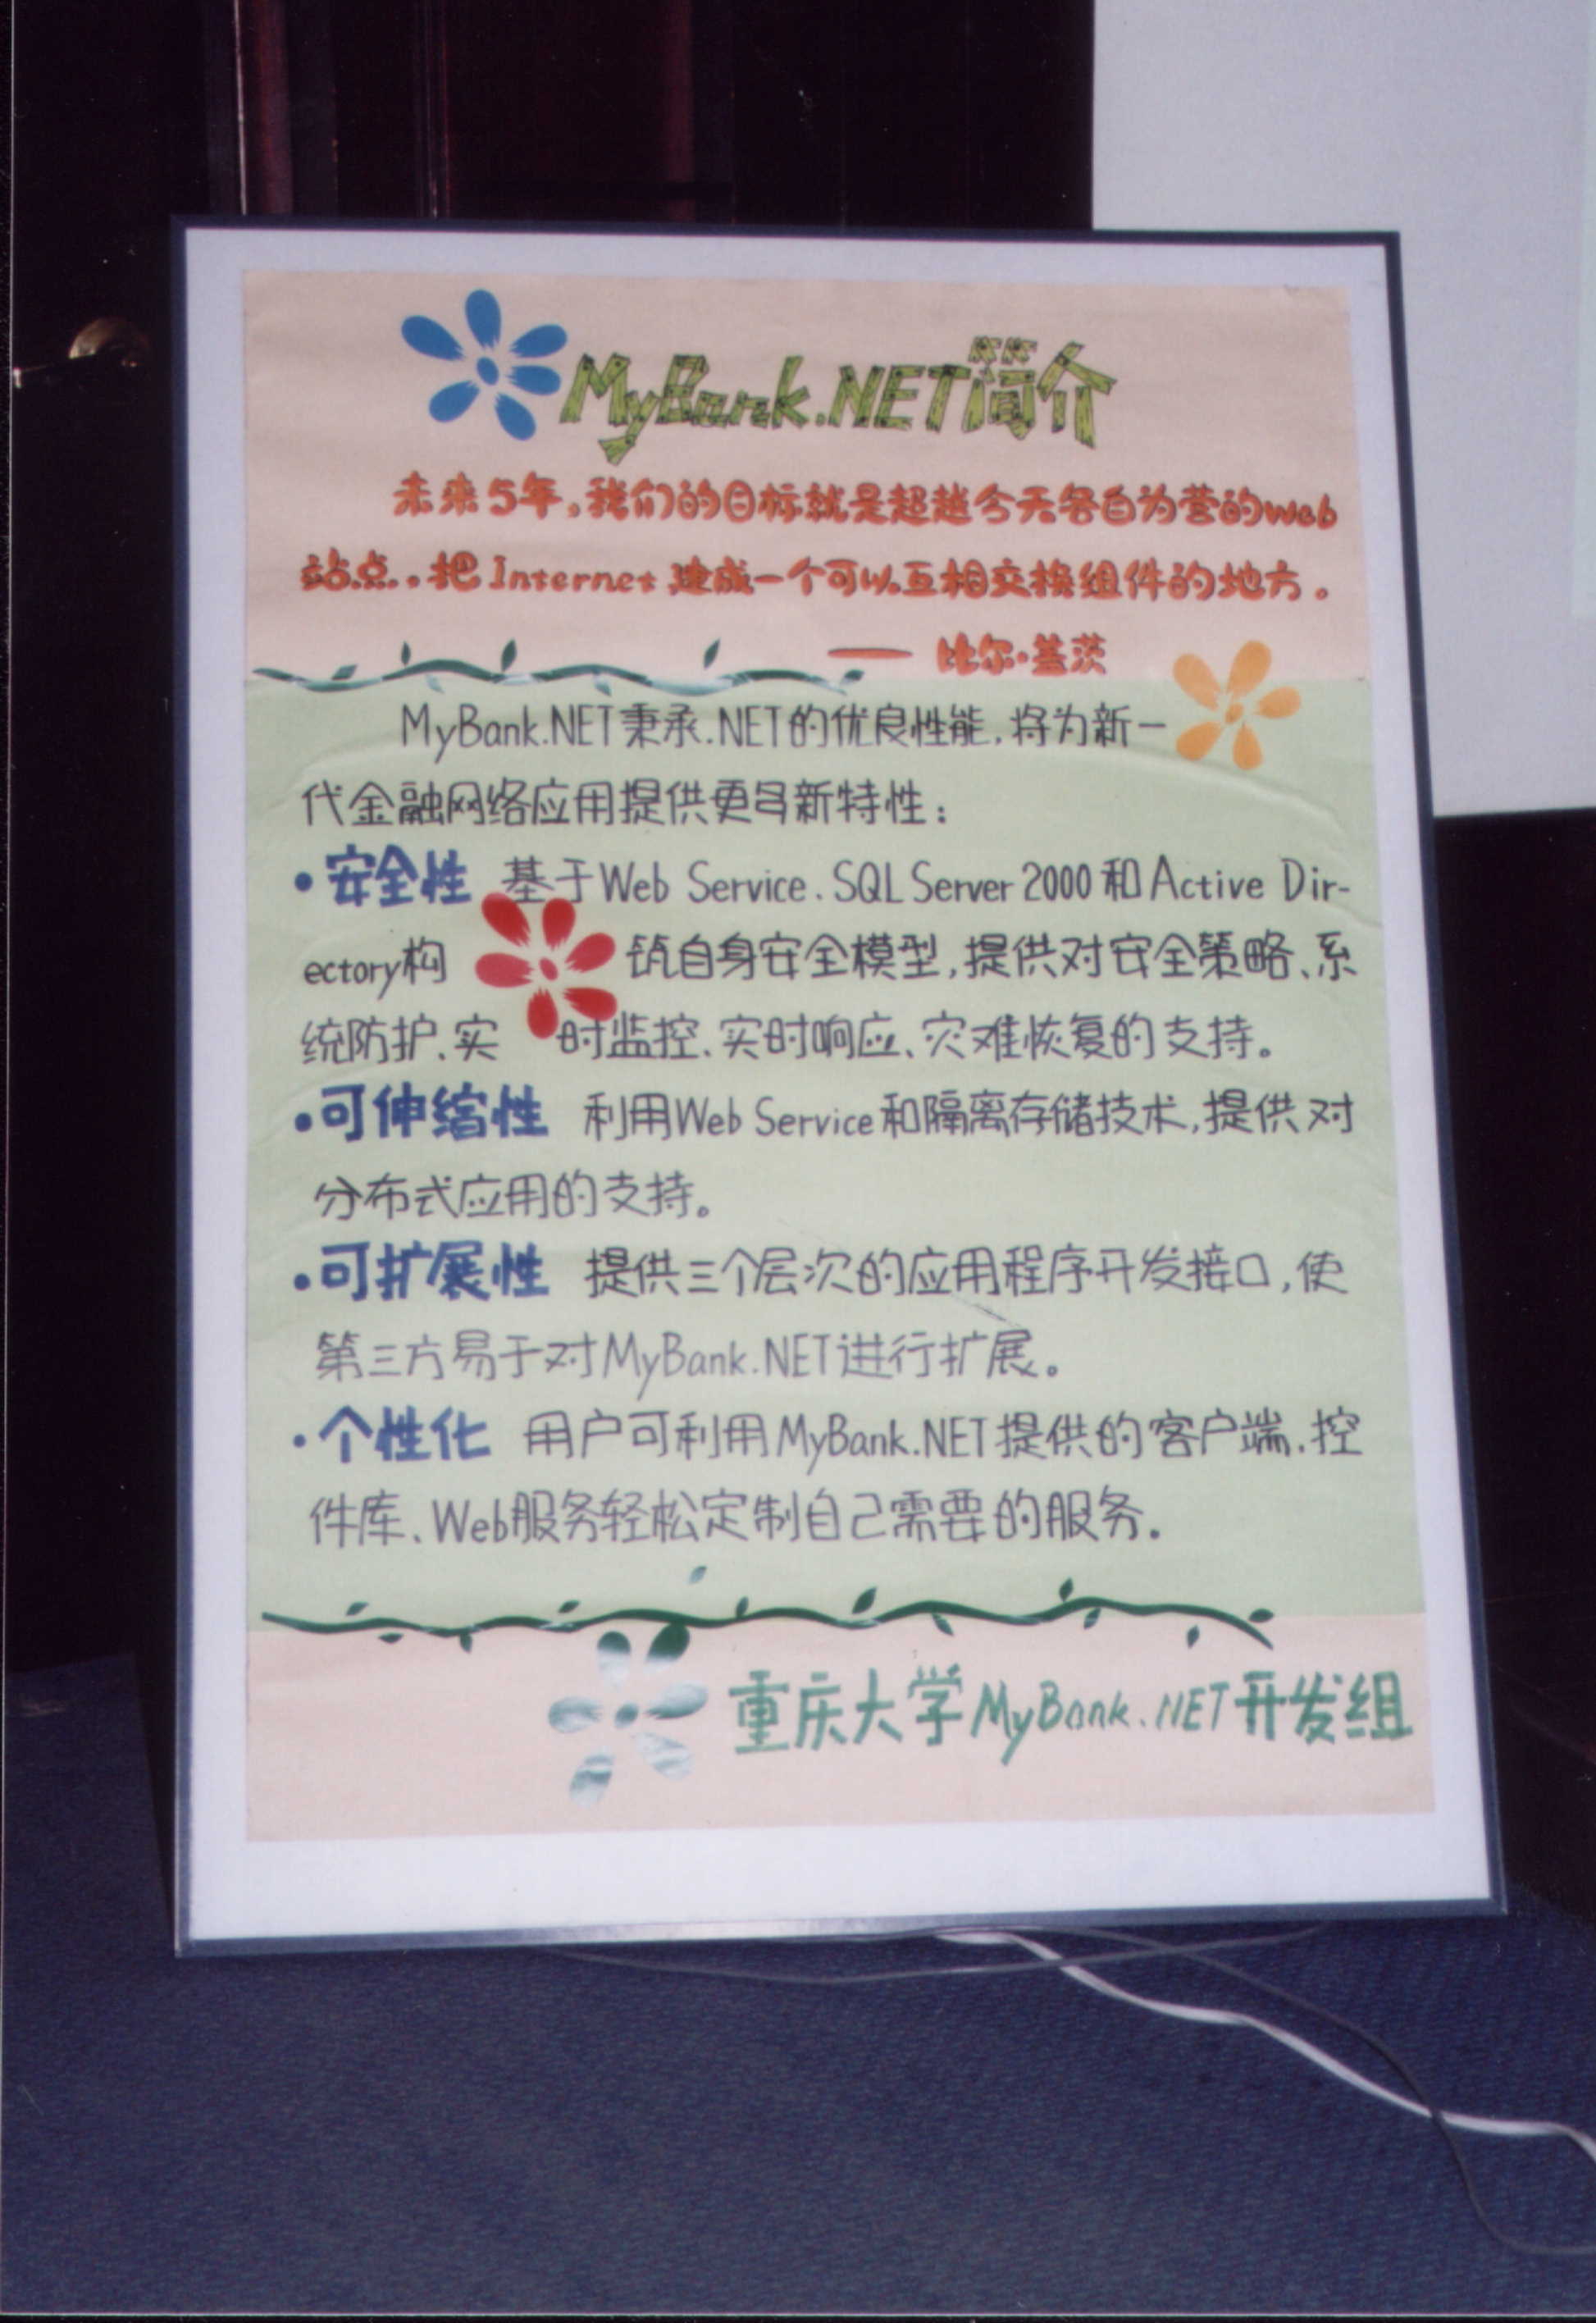 MyBank.NET简介
未来5年,我们的目标就是超越今天各自为营的Web
站点..把Internet建成一个可以互相交换组件的地方。
——比尔·盖茨
MyBank.NET秉承.NET的优良性能,将为新一
代金融网络应用提供更多新特性:
·安全性 基于Web Service、SQL Server 2000和Active Dir-
ectory构筑自身安全模型,提供对安全策略、系
统防护、实时监控、实时响应、灾难恢复的支持。
·可伸缩性 利用Web Service和隔离存储技术,提供对
分布式应用的支持。
·可扩展性 提供三个层次的应用程序开发接口,使
第三方易于对MyBank.NET进行扩展。
·个性化 用户可利用MyBank.NET提供的客户端、控
件库、Web服务轻松定制自己需要的服务。
重庆大学MyBank.NET开发组